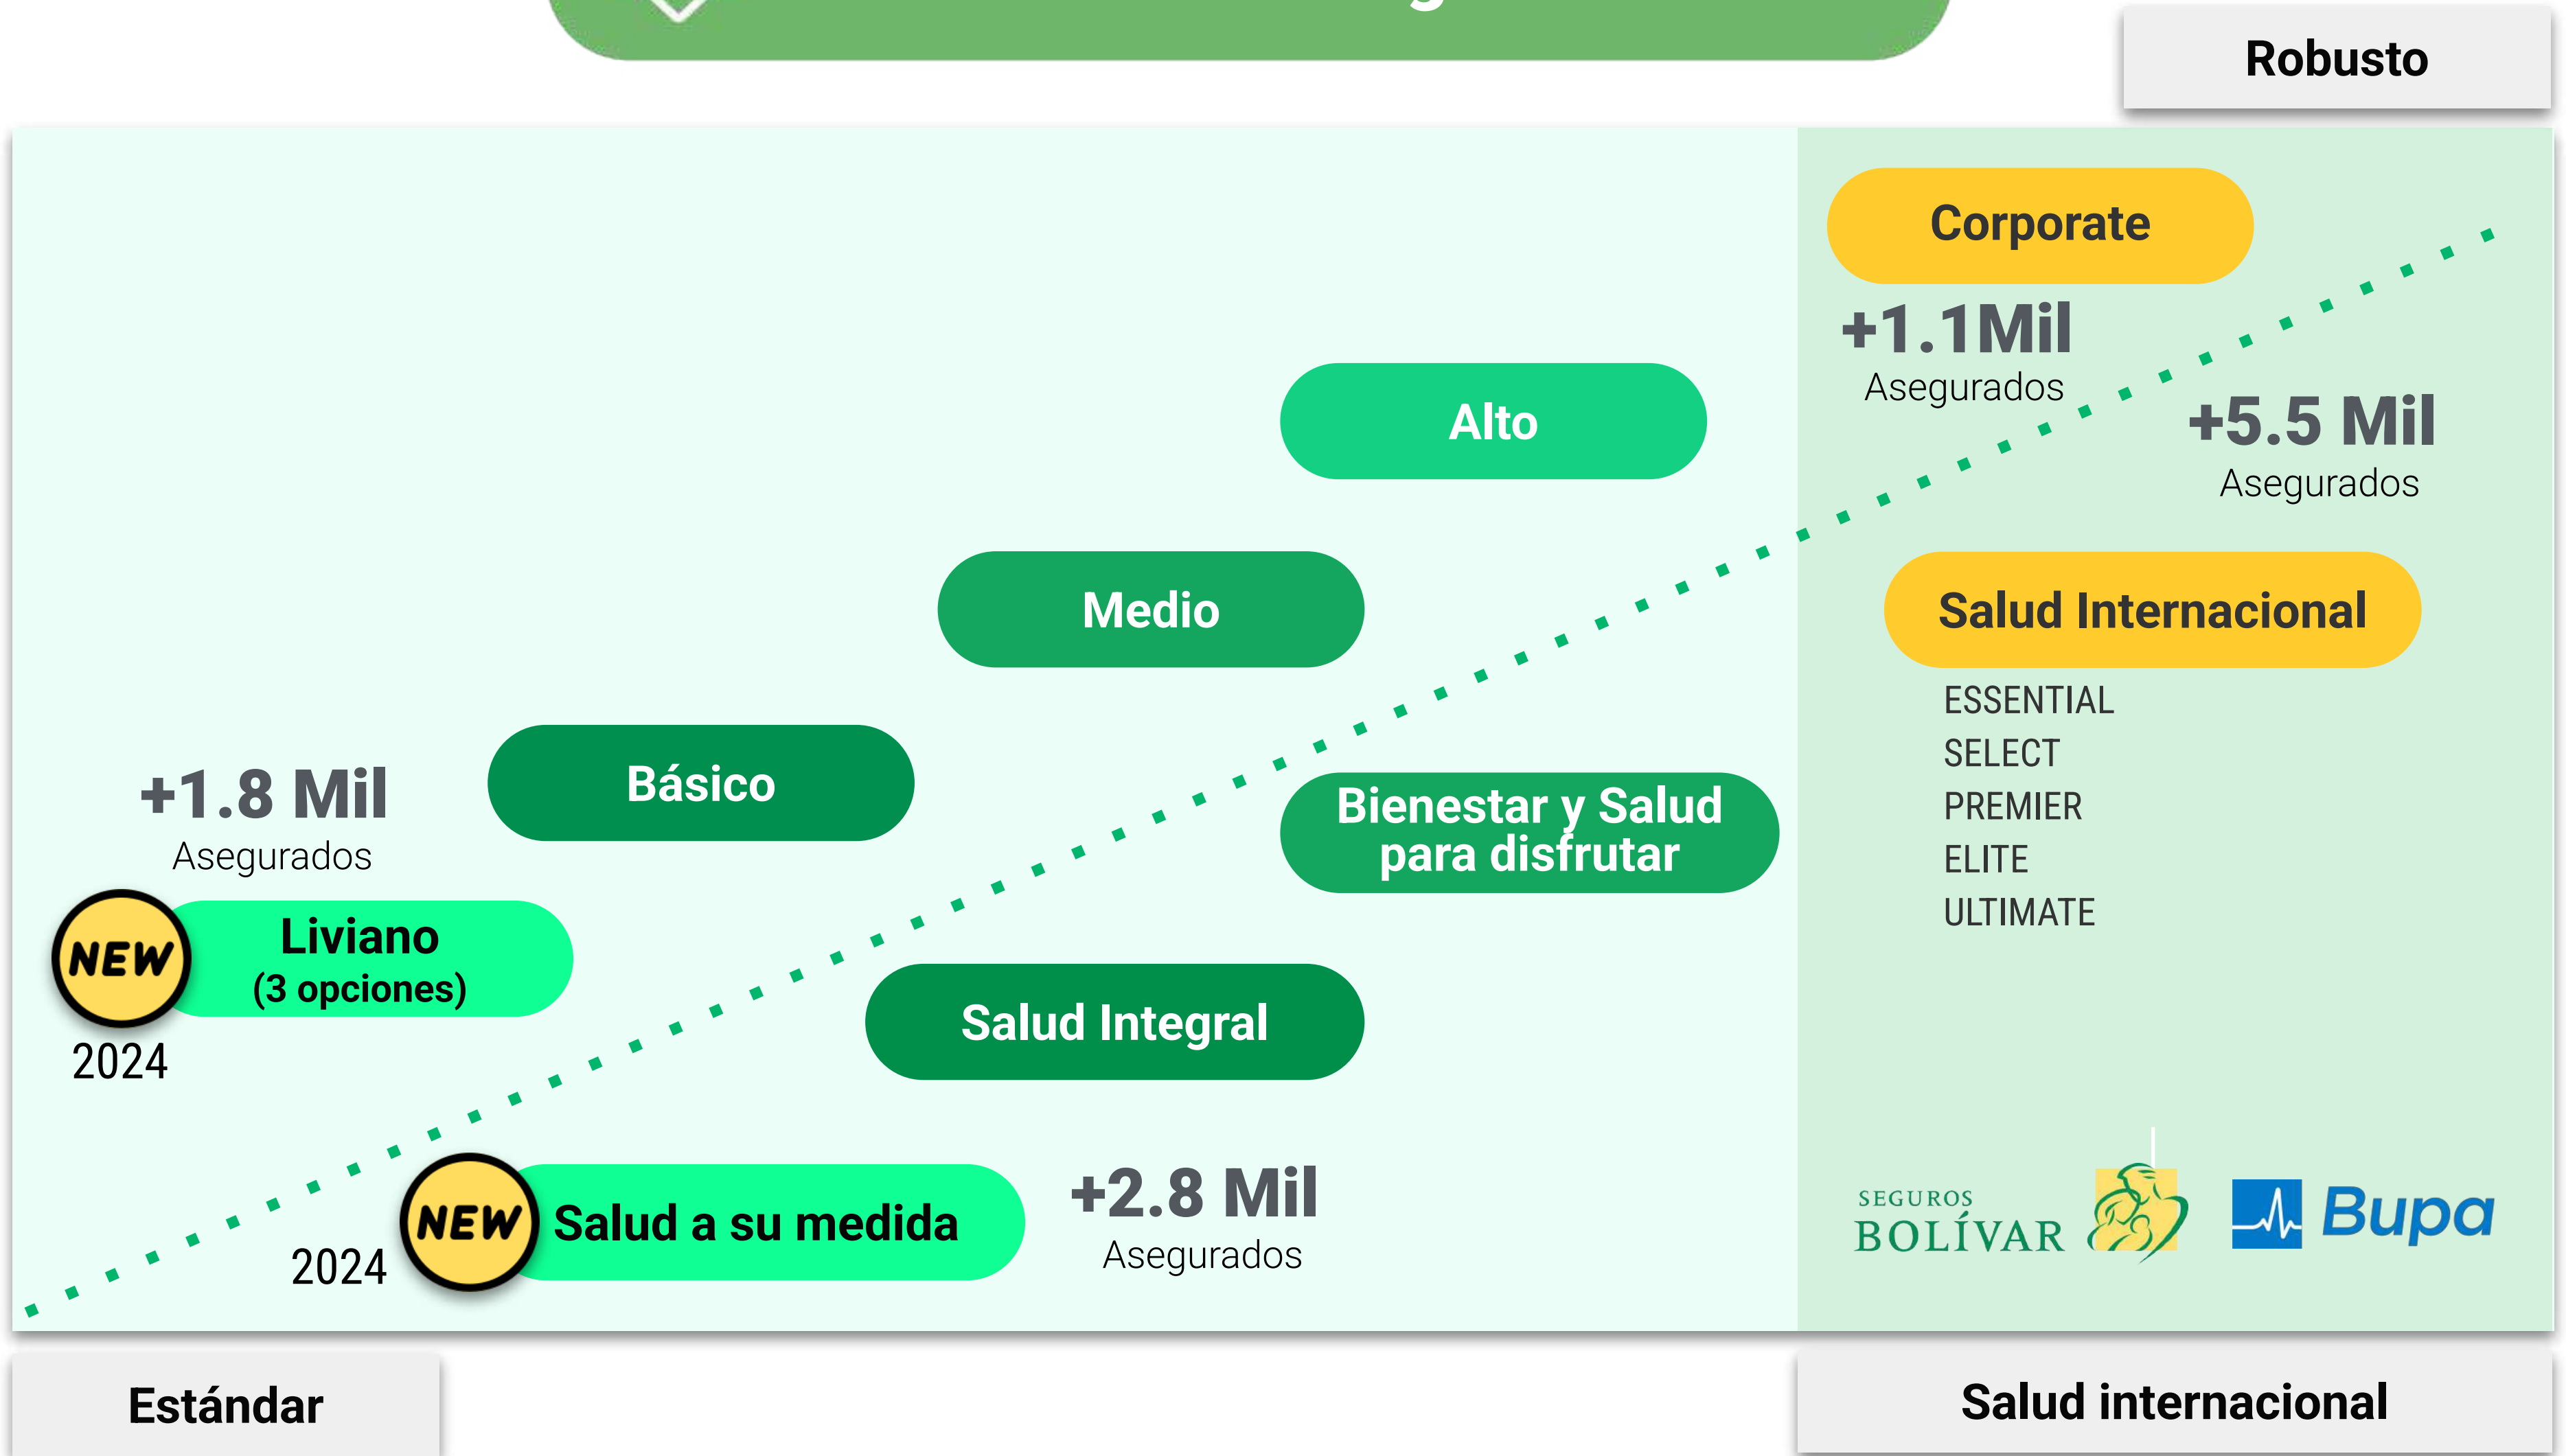 Robusto
Corporate
+1.1Mil
Asegurados
+5.5 Mil
Asegurados
Alto
Medio
Salud Internacional
ESSENTIAL
SELECT
PREMIER
ELITE
ULTIMATE
Básico
+1.8 Mil
Asegurados
Bienestar y Salud
para disfrutar
NEW
Liviano
(3 opciones)
2024
Salud Integral
NEW
Salud a su medida
2024
+2.8 Mil
Asegurados
SEGUROS
BOLÍVAR
Bupa
Estándar
Salud internacional